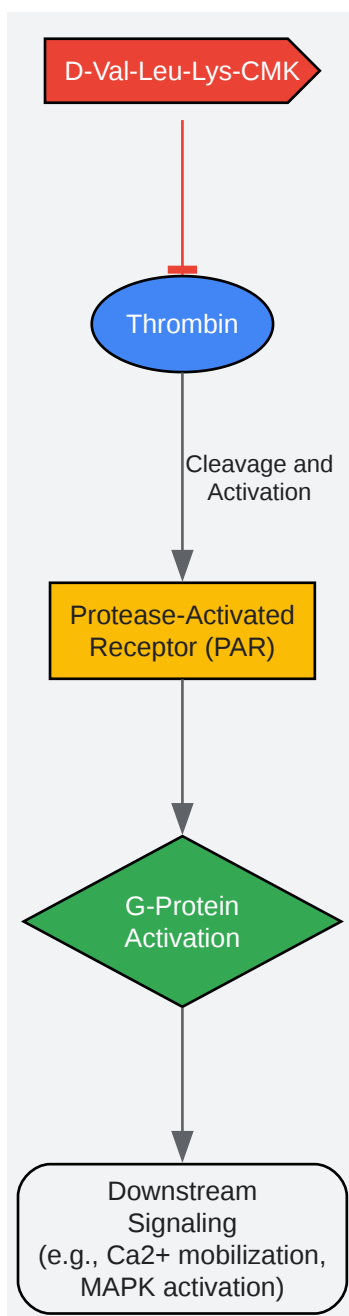 D-Val-Leu-Lys-CMK
Thrombin
Cleavage and
Activation
Protease-Activated
Receptor (PAR)
G-Protein
Activation
Downstream
Signaling
(e.g., Ca2+ mobilization,
MAPK activation)